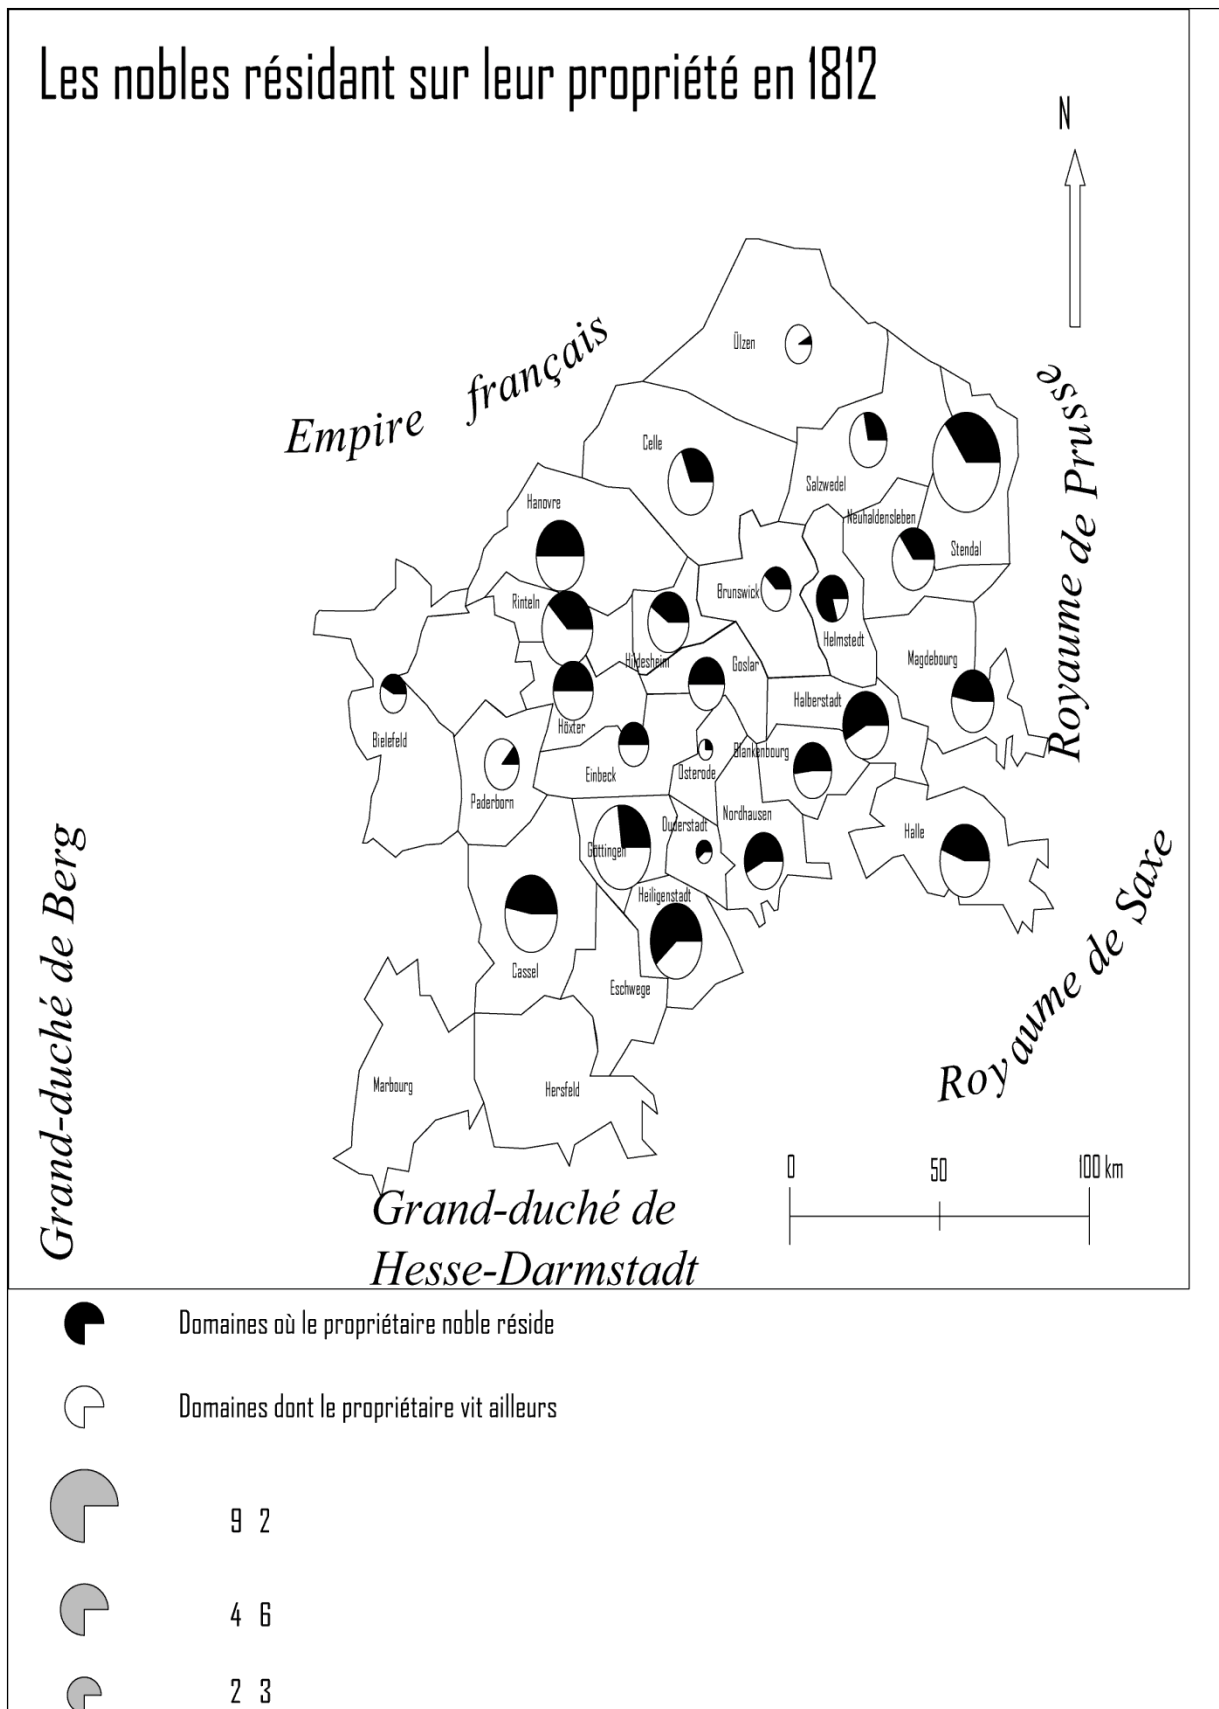 Les nobles résidant sur leur propriété en 1812
N
Empire français
Ülzen
Royaume de Prusse
Celle
Salzwedel
Hanovre
Neuhaldensleben
Stendal
Rinteln
Brunswick
Helmstedt
Hildesheim
Goslar
Magdebourg
Halberstadt
Höxter
Bielefeld
Blankenbourg
Einbeck
Osterode
Paderborn
Nordhausen
Duderstadt
Halle
Göttingen
Heiligenstadt
Cassel
Eschwege
Grand-duché de Berg
Royaume de Saxe
Marbourg
Hersfeld
0 50 100 km
Grand-duché de
Hesse-Darmstadt
Domaines où le propriétaire noble réside
Domaines dont le propriétaire vit ailleurs
9 2
4 6
2 3